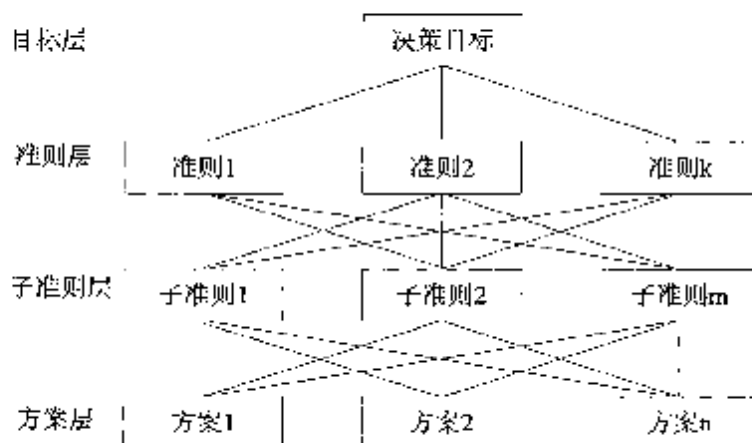 目标层 决策目标
准则层 准则1 准则2 准则k
子准则层 子准则1 子准则2 子准则m
方案层 方案1 方案2 方案n